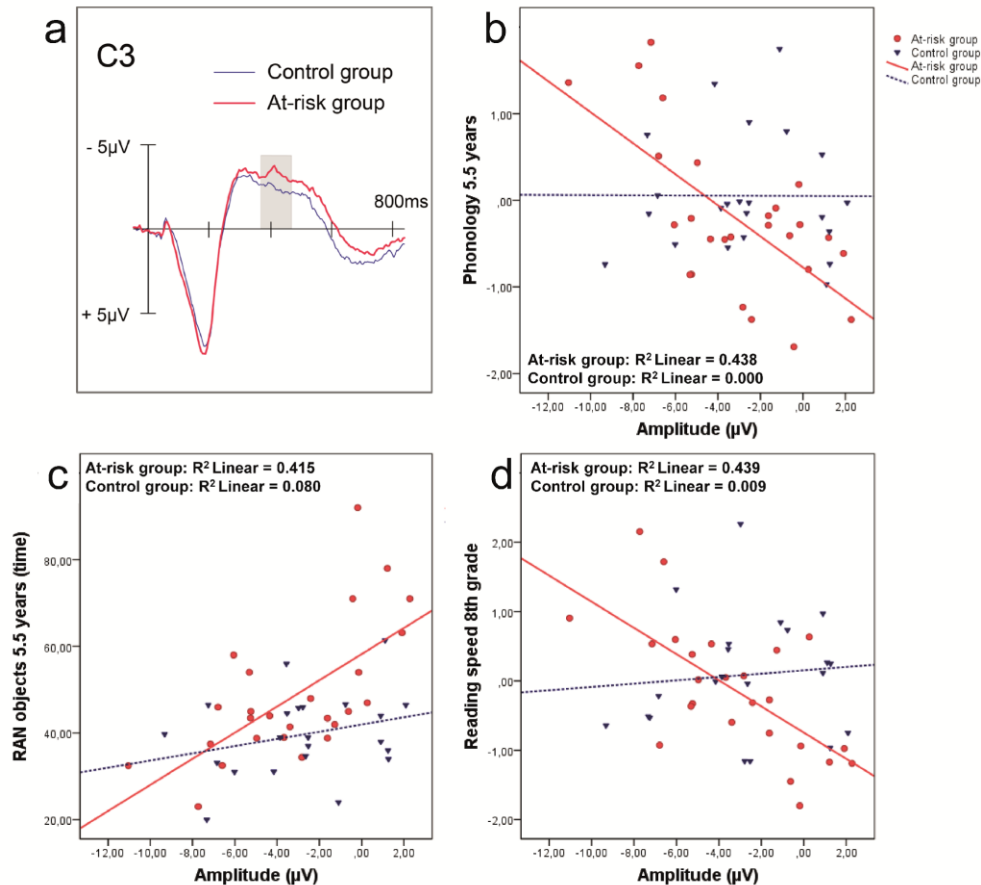 a
C3
Control group
At-risk group
- 5µV
800ms
+ 5µV
b
At-risk group
Control group
At-risk group
Control group
Phonology 5.5 years
1,00
,00
-1,00
-2,00
At-risk group: R² Linear = 0.438
Control group: R² Linear = 0.000
-12,00 -10,00 -8,00 -6,00 -4,00 -2,00 ,00 2,00
Amplitude (µV)
c
At-risk group: R² Linear = 0.415
Control group: R² Linear = 0.080
RAN objects 5.5 years (time)
80,00
60,00
40,00
20,00
-12,00 -10,00 -8,00 -6,00 -4,00 -2,00 ,00 2,00
Amplitude (µV)
d
At-risk group: R² Linear = 0.439
Control group: R² Linear = 0.009
Reading speed 8th grade
2,00
1,00
,00
-1,00
-2,00
-12,00 -10,00 -8,00 -6,00 -4,00 -2,00 ,00 2,00
Amplitude (µV)